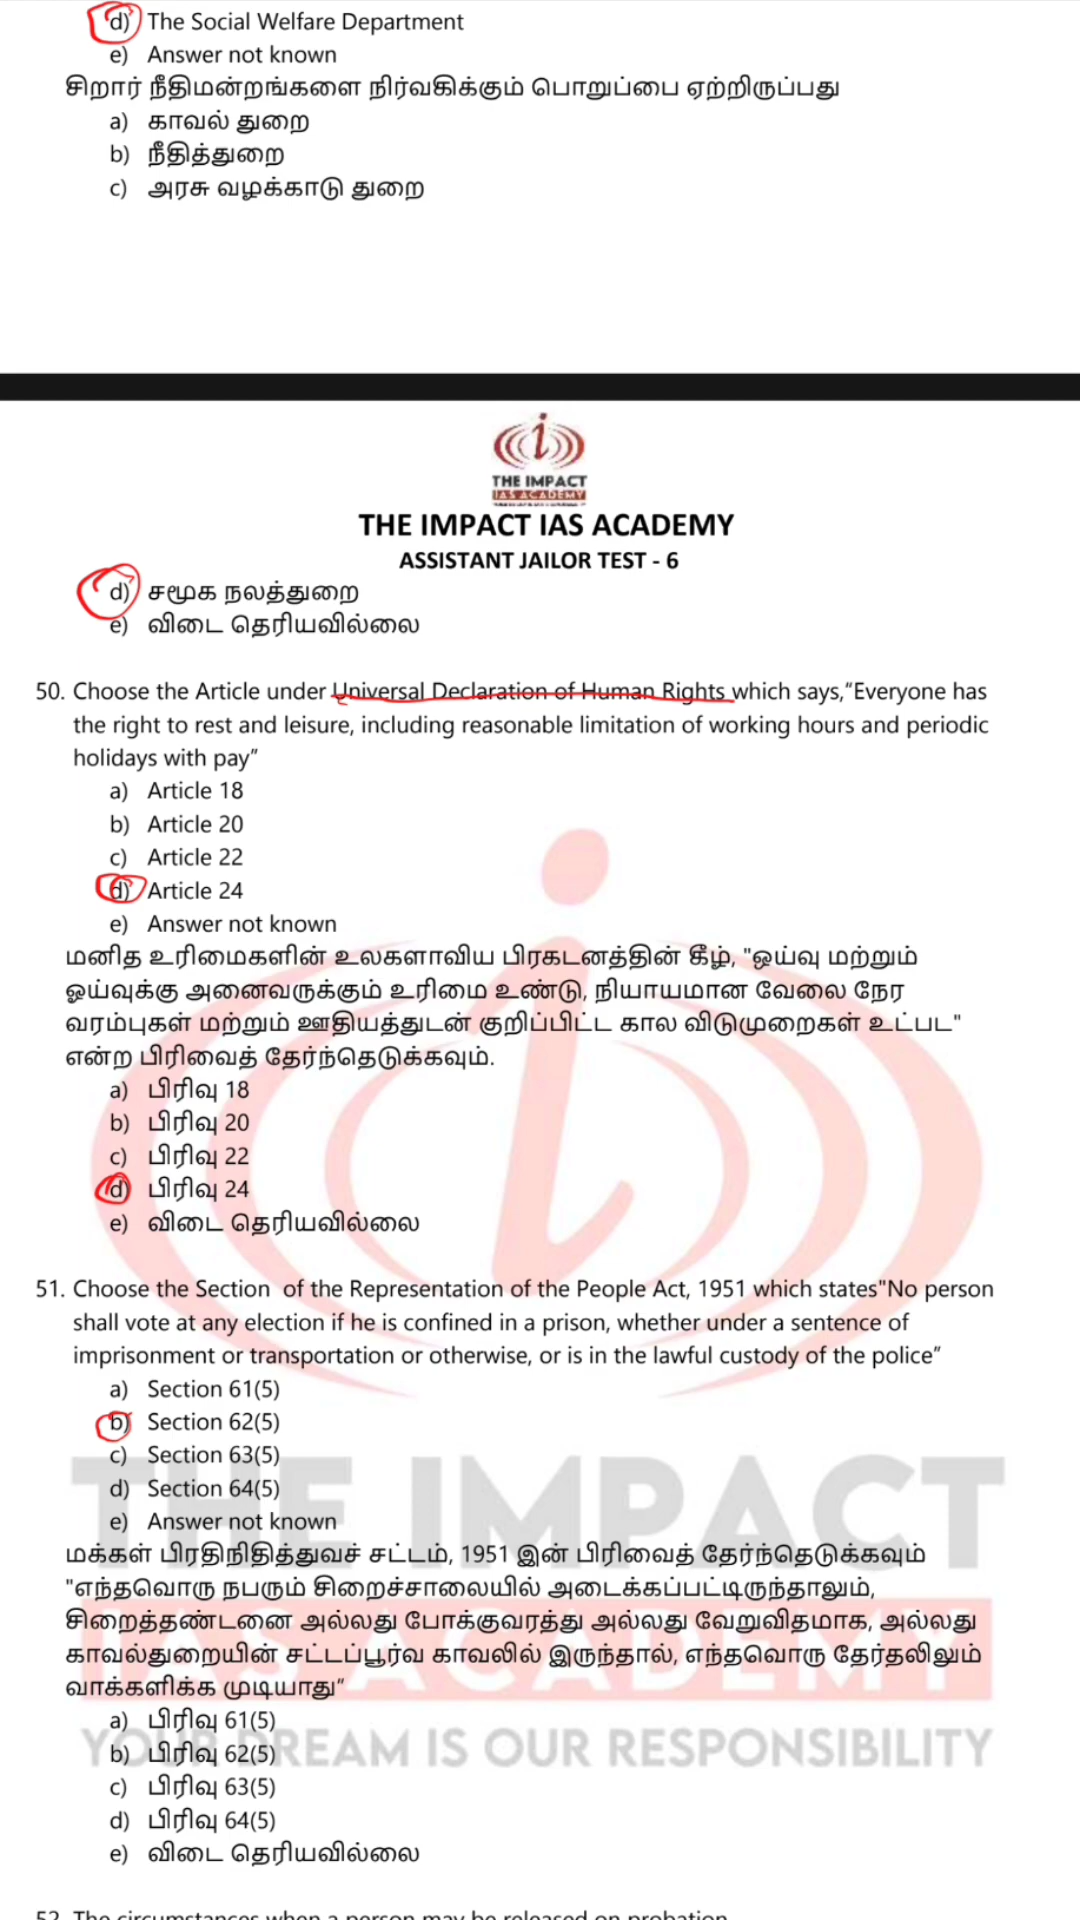 d) The Social Welfare Department
e) Answer not known
சிறார் நீதிமன்றங்களை நிர்வகிக்கும் பொறுப்பை ஏற்றிருப்பது
a) காவல் துறை
b) நீதித்துறை
c) அரசு வழக்காடு துறை
THE IMPACT
IAS ACADEMY
THE IMPACT IAS ACADEMY
ASSISTANT JAILOR TEST - 6
d) சமூக நலத்துறை
e) விடை தெரியவில்லை
50. Choose the Article under Universal Declaration of Human Rights which says,"Everyone has
the right to rest and leisure, including reasonable limitation of working hours and periodic
holidays with pay"
a) Article 18
b) Article 20
c) Article 22
d) Article 24
e) Answer not known
மனித உரிமைகளின் உலகளாவிய பிரகடனத்தின் கீழ், "ஒய்வு மற்றும்
ஓய்வுக்கு அனைவருக்கும் உரிமை உண்டு, நியாயமான வேலை நேர
வரம்புகள் மற்றும் ஊதியத்துடன் குறிப்பிட்ட கால விடுமுறைகள் உட்பட"
என்ற பிரிவைத் தேர்ந்தெடுக்கவும்.
a) பிரிவு 18
b) பிரிவு 20
c) பிரிவு 22
d) பிரிவு 24
e) விடை தெரியவில்லை
51. Choose the Section of the Representation of the People Act, 1951 which states"No person
shall vote at any election if he is confined in a prison, whether under a sentence of
imprisonment or transportation or otherwise, or is in the lawful custody of the police"
a) Section 61(5)
b) Section 62(5)
c) Section 63(5)
d) Section 64(5)
e) Answer not known
மக்கள் பிரதிநிதித்துவச் சட்டம், 1951 இன் பிரிவைத் தேர்ந்தெடுக்கவும்
"எந்தவொரு நபரும் சிறைச்சாலையில் அடைக்கப்பட்டிருந்தாலும்,
சிறைத்தண்டனை அல்லது போக்குவரத்து அல்லது வேறுவிதமாக, அல்லது
காவல்துறையின் சட்டப்பூர்வ காவலில் இருந்தால், எந்தவொரு தேர்தலிலும்
வாக்களிக்க முடியாது"
a) பிரிவு 61(5)
b) பிரிவு 62(5)
c) பிரிவு 63(5)
d) பிரிவு 64(5)
e) விடை தெரியவில்லை
THE IMPACT
IAS ACADEMY
YOUR DREAM IS OUR RESPONSIBILITY
52. The circumstances when a person may be released on probation